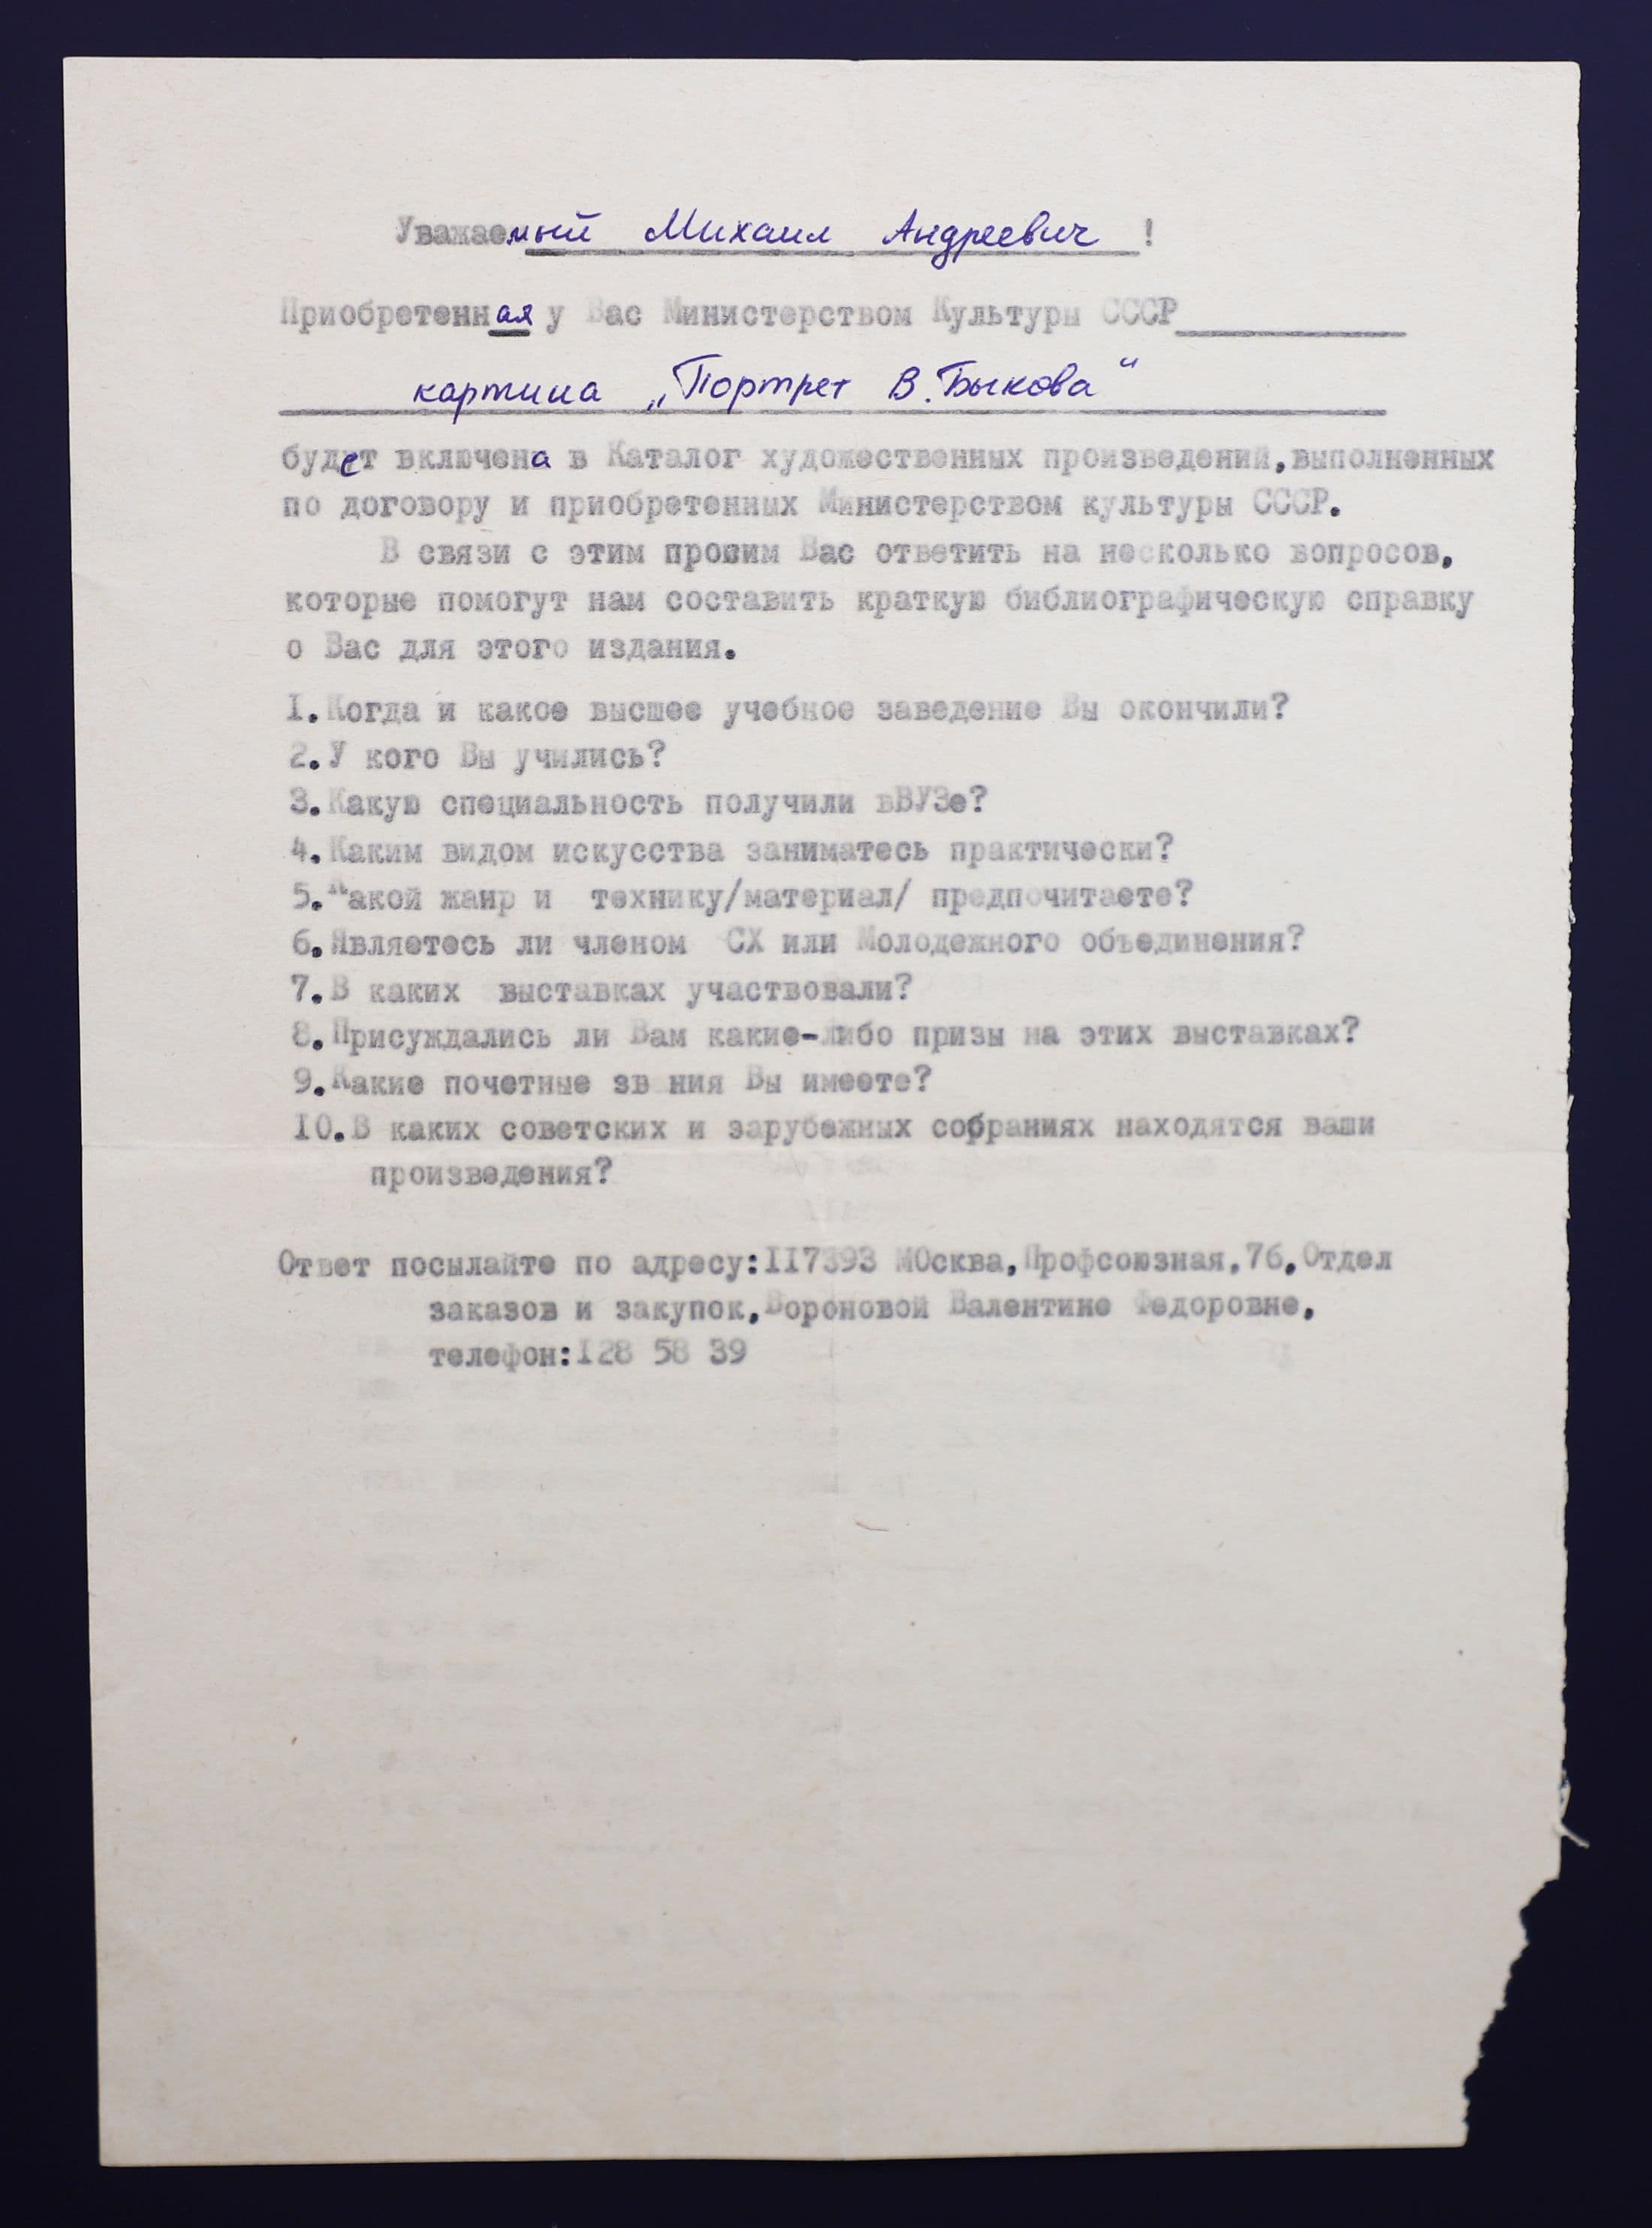 Уважаемый Михаил Андреевич !
Приобретенная у Вас Министерством Культуры СССР
картина „Портрет В. Быкова“
будет включена в Каталог художественных произведений,выполненных
по договору и приобретенных Министерством культуры СССР.
В связи с этим просим Вас ответить на несколько вопросов,
которые помогут нам составить краткую библиографическую справку
о Вас для этого издания.
I.Когда и какое высшее учебное заведение Вы окончили?
2.У кого Вы учились?
3.Какую специальность получили вВУЗе?
4.Каким видом искусства заниматесь практически?
5.Какой жанр и технику/материал/ предпочитаете?
6.Являетесь ли членом СХ или Молодежного объединения?
7.В каких выставках участвовали?
8.Присуждались ли Вам какие-либо призы на этих выставках?
9.Какие почетные зв ния Вы имеете?
I0.В каких советских и зарубежных собраниях находятся ваши
произведения?
Ответ посылайте по адресу:II7393 МОсква,Профсоюзная,76,Отдел
заказов и закупок,Вороновой Валентине Федоровне,
телефон:I28 58 39